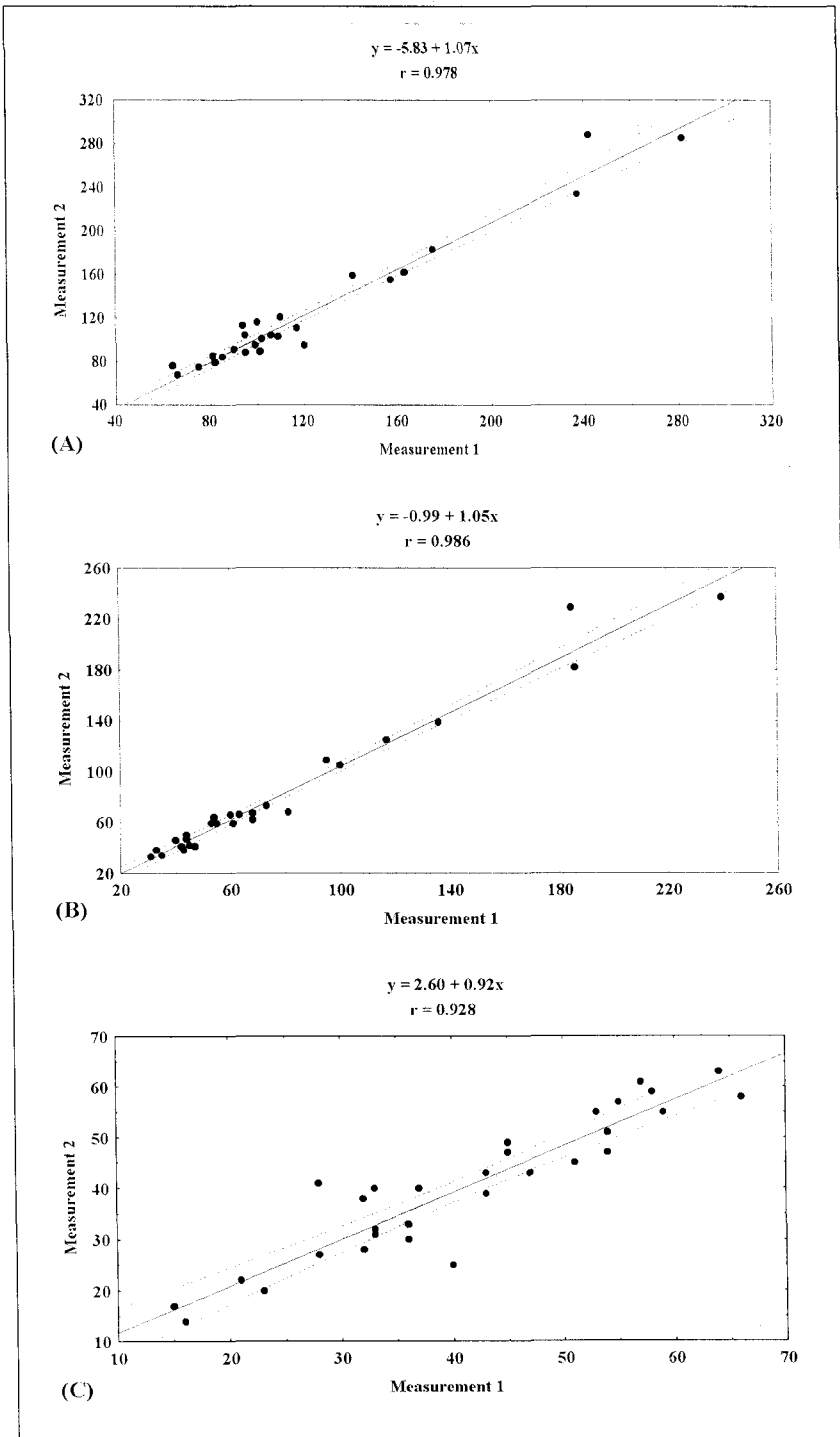 y = -5.83 + 1.07x
r = 0.978
320
280
240
200
160
120
80
40
40 80 120 160 200 240 280 320
Measurement 2
Measurement 1
(A)
y = -0.99 + 1.05x
r = 0.986
260
220
180
140
100
60
20
20 60 100 140 180 220 260
Measurement 2
Measurement 1
(B)
y = 2.60 + 0.92x
r = 0.928
70
60
50
40
30
20
10
10 20 30 40 50 60 70
Measurement 2
Measurement 1
(C)